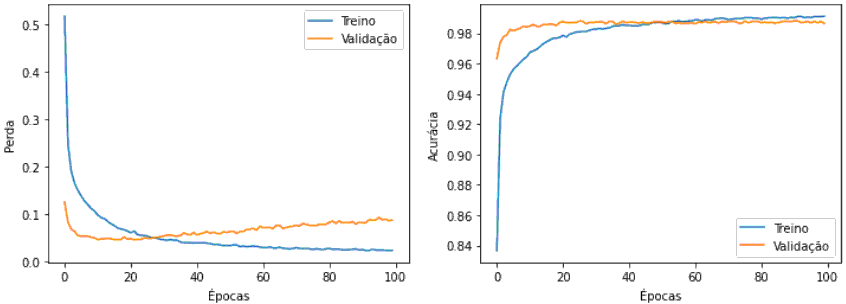 Treino
Validação
0.5
0.4
0.3
0.2
0.1
0.0
Perda
0 20 40 60 80 100
Épocas
0.98
0.96
0.94
0.92
0.90
0.88
0.86
0.84
Acurácia
0 20 40 60 80 100
Épocas
Treino
Validação